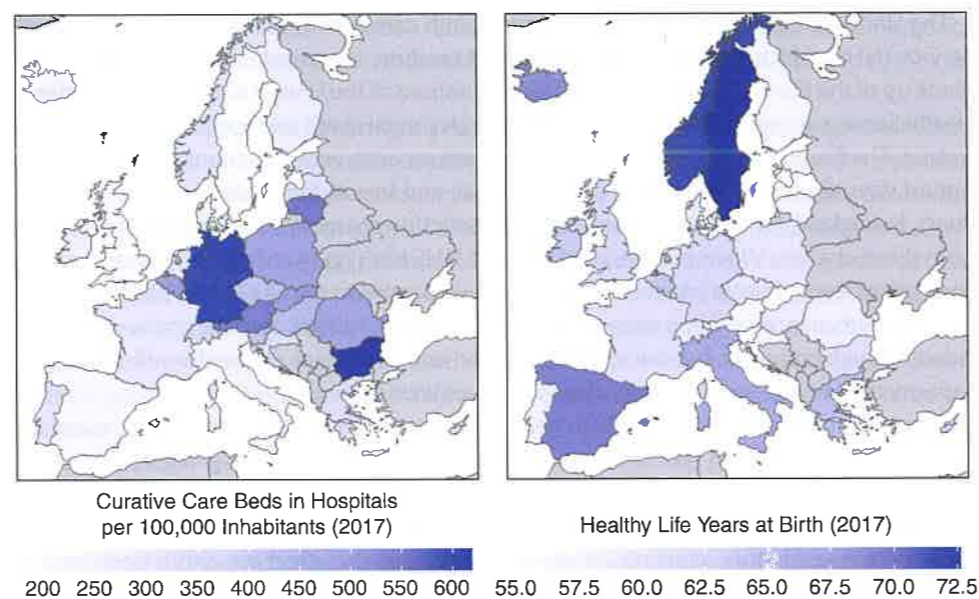 Curative Care Beds in Hospitals
per 100,000 Inhabitants (2017)
200 250 300 350 400 450 500 550 600
Healthy Life Years at Birth (2017)
55.0 57.5 60.0 62.5 65.0 67.5 70.0 72.5